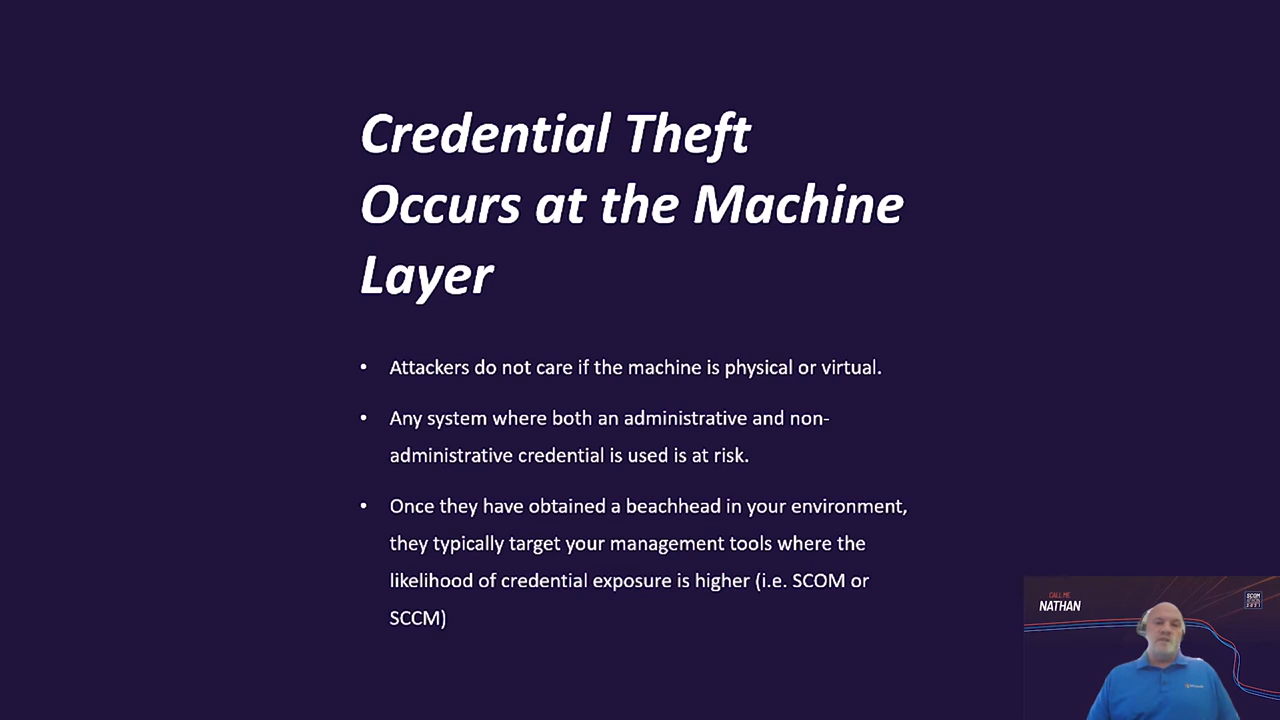 Credential Theft
Occurs at the Machine
Layer
• Attackers do not care if the machine is physical or virtual.
• Any system where both an administrative and non-
administrative credential is used is at risk.
• Once they have obtained a beachhead in your environment,
they typically target your management tools where the
likelihood of credential exposure is higher (i.e. SCOM or
SCCM)
CALL ME
NATHAN
SCOM